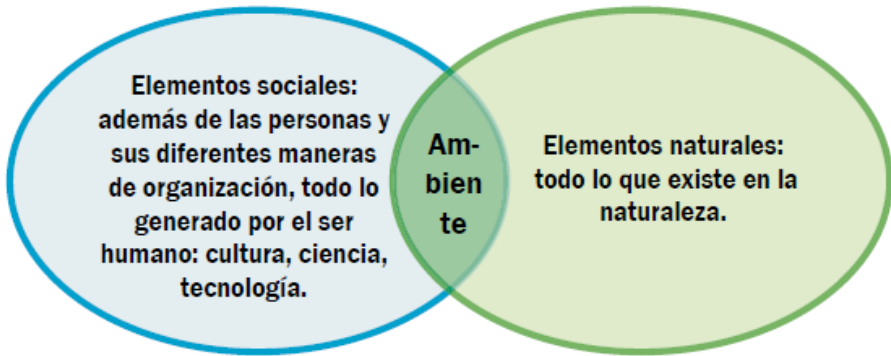 Elementos sociales:
además de las personas y
sus diferentes maneras
de organización, todo lo
generado por el ser
humano: cultura, ciencia,
tecnología.
Am-
bien
te
Elementos naturales:
todo lo que existe en la
naturaleza.